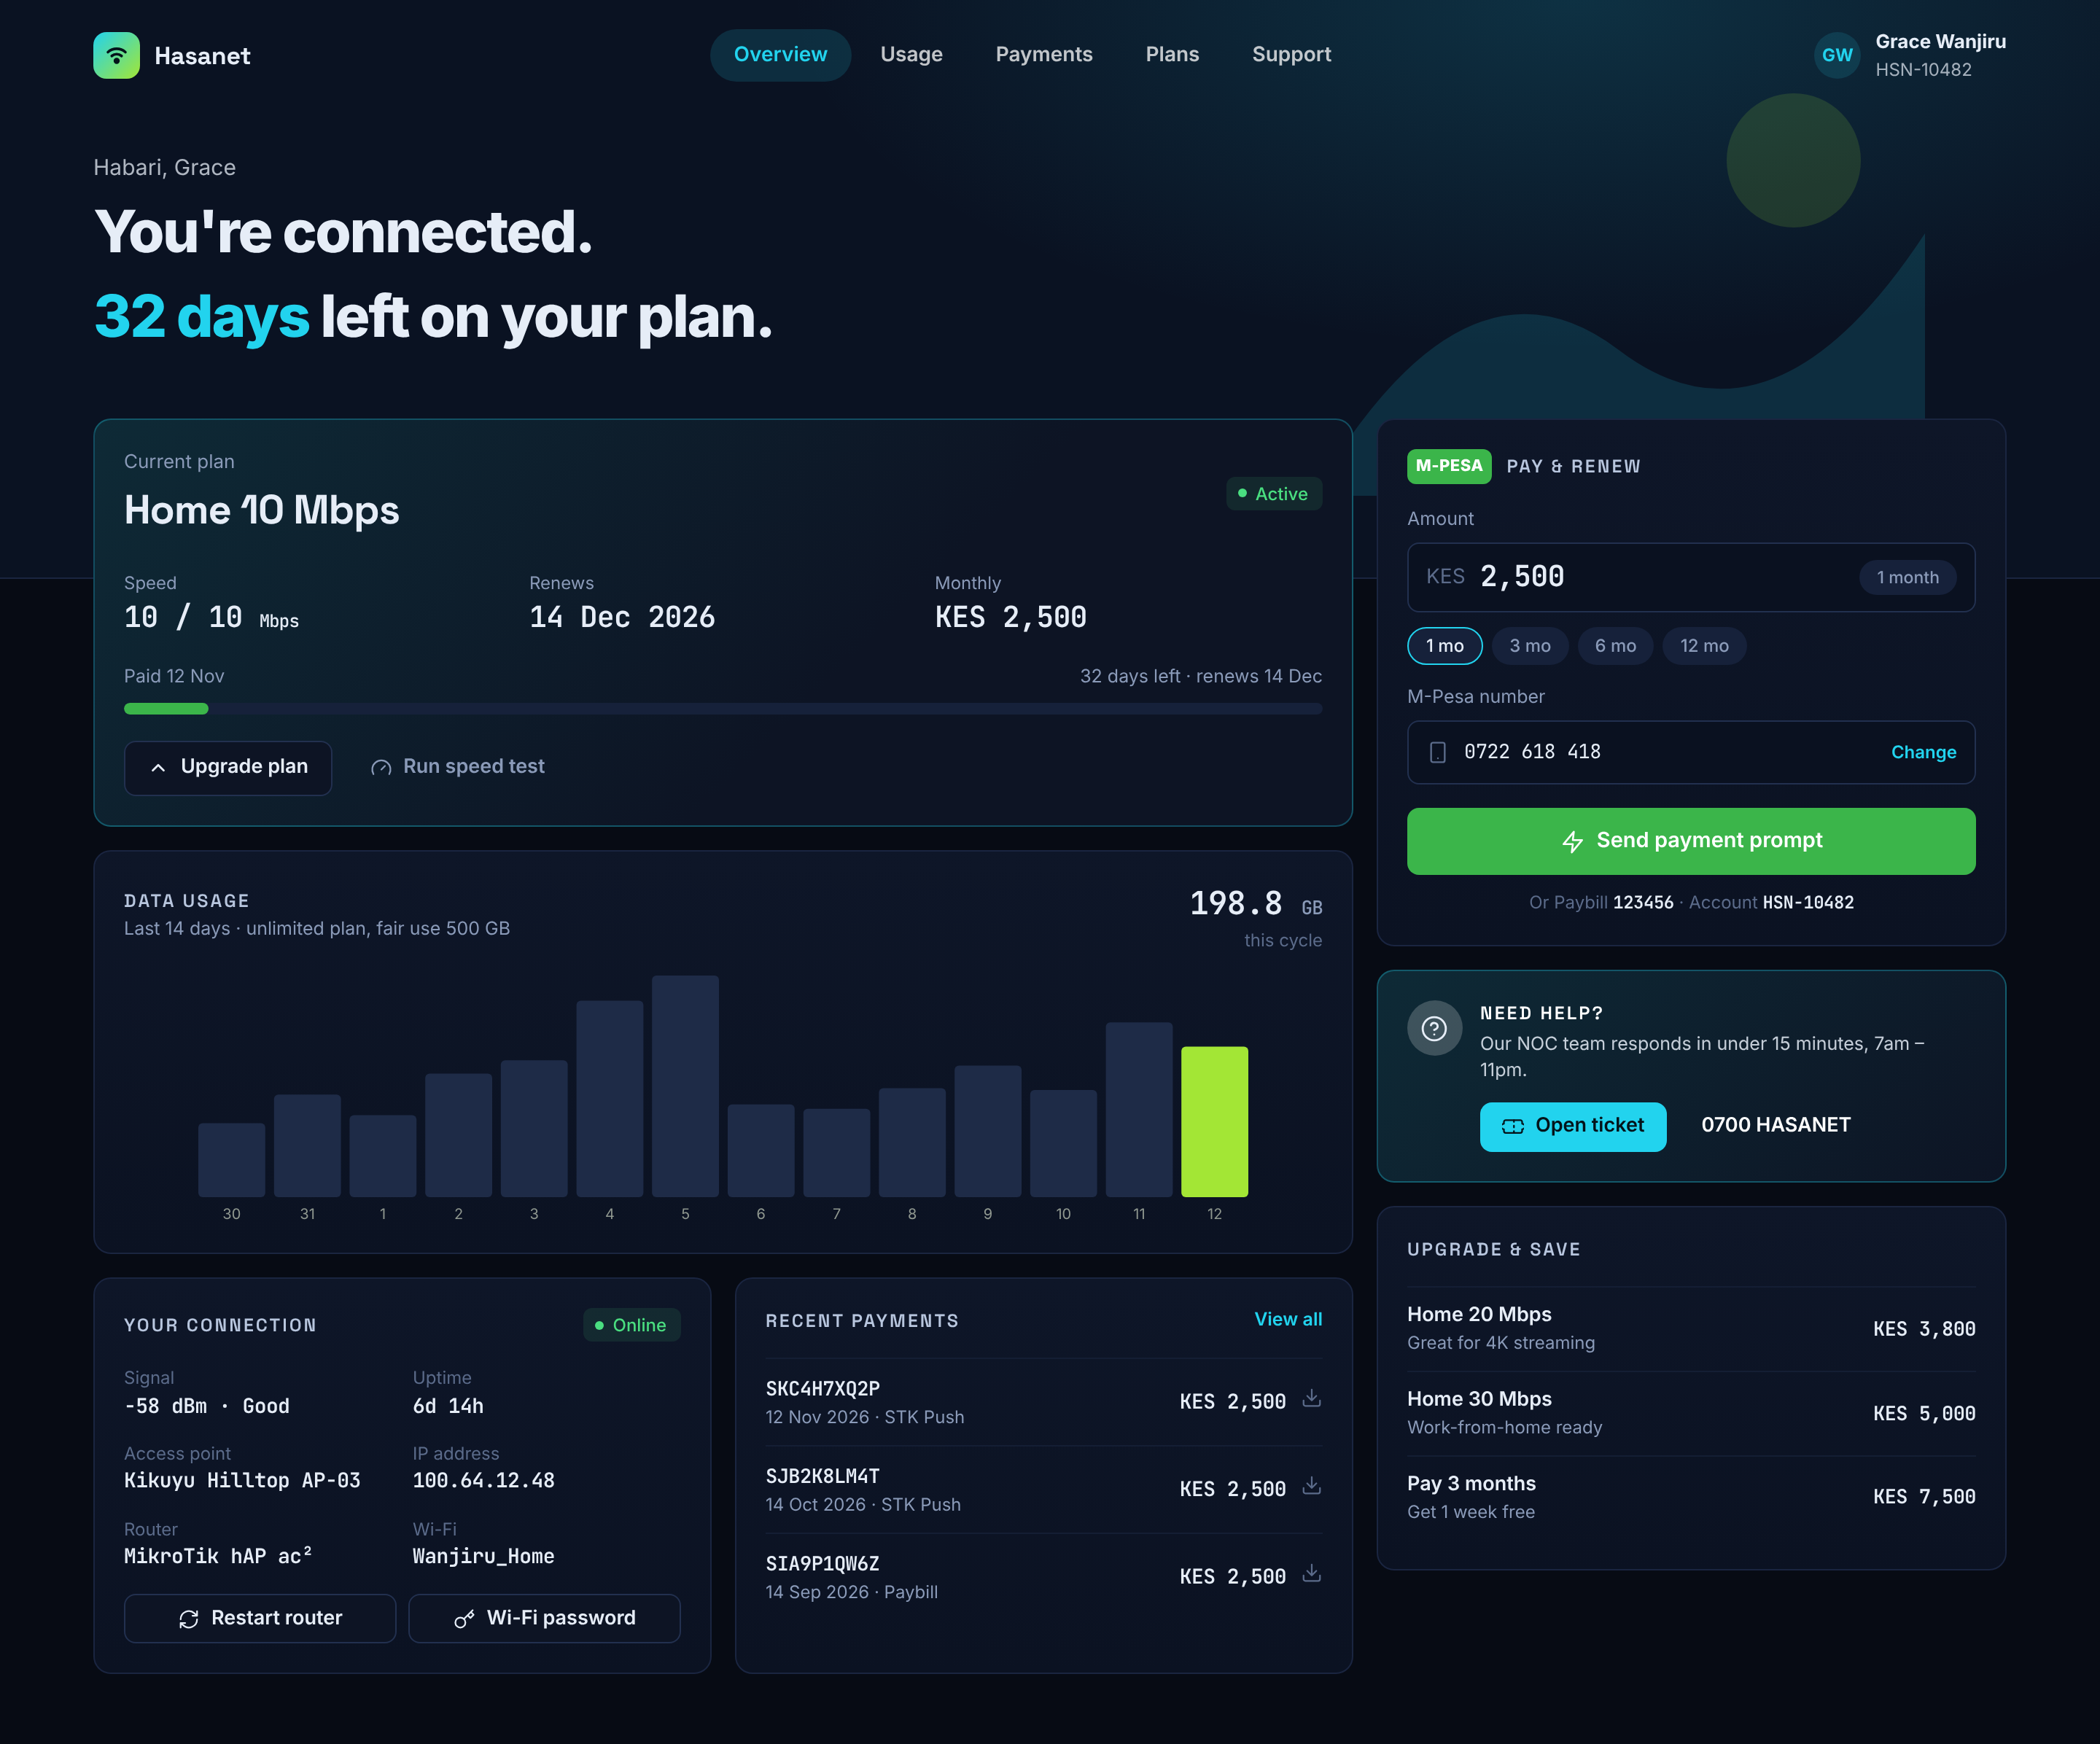 Hasanet
Overview
Usage
Payments
Plans
Support
GW
Grace Wanjiru
HSN-10482
Habari, Grace
You're connected.
32 days left on your plan.
Current plan
Home 10 Mbps
Active
Speed
10 / 10 Mbps
Renews
14 Dec 2026
Monthly
KES 2,500
Paid 12 Nov
32 days left · renews 14 Dec
Upgrade plan
Run speed test
M-PESA
PAY & RENEW
Amount
KES 2,500
1 month
1 mo
3 mo
6 mo
12 mo
M-Pesa number
0722 618 418
Change
Send payment prompt
Or Paybill 123456 · Account HSN-10482
DATA USAGE
Last 14 days · unlimited plan, fair use 500 GB
198.8 GB
this cycle
30 31 1 2 3 4 5 6 7 8 9 10 11 12
NEED HELP?
Our NOC team responds in under 15 minutes, 7am –
11pm.
Open ticket
0700 HASANET
YOUR CONNECTION
Online
Signal
-58 dBm · Good
Uptime
6d 14h
Access point
Kikuyu Hilltop AP-03
IP address
100.64.12.48
Router
MikroTik hAP ac²
Wi-Fi
Wanjiru_Home
Restart router
Wi-Fi password
RECENT PAYMENTS
View all
SKC4H7XQ2P
12 Nov 2026 · STK Push
KES 2,500
SJB2K8LM4T
14 Oct 2026 · STK Push
KES 2,500
SIA9P1QW6Z
14 Sep 2026 · Paybill
KES 2,500
UPGRADE & SAVE
Home 20 Mbps
Great for 4K streaming
KES 3,800
Home 30 Mbps
Work-from-home ready
KES 5,000
Pay 3 months
Get 1 week free
KES 7,500